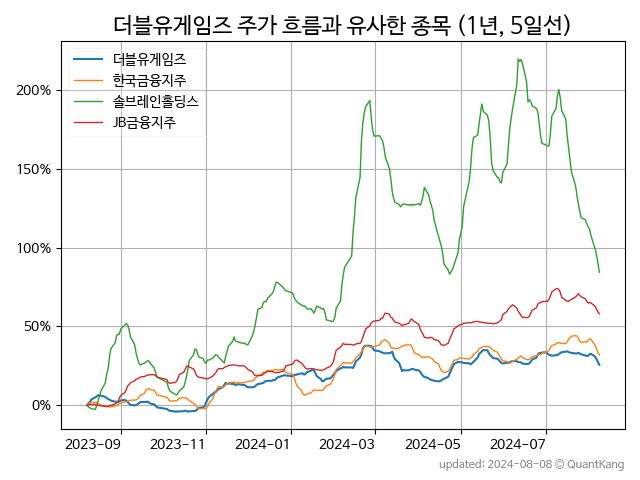 더블유게임즈 주가 흐름과 유사한 종목 (1년, 5일선)
더블유게임즈
한국금융지주
솔브레인홀딩스
JB금융지주
200%
150%
100%
50%
0%
2023-09 2023-11 2024-01 2024-03 2024-05 2024-07
updated: 2024-08-08 © QuantKang